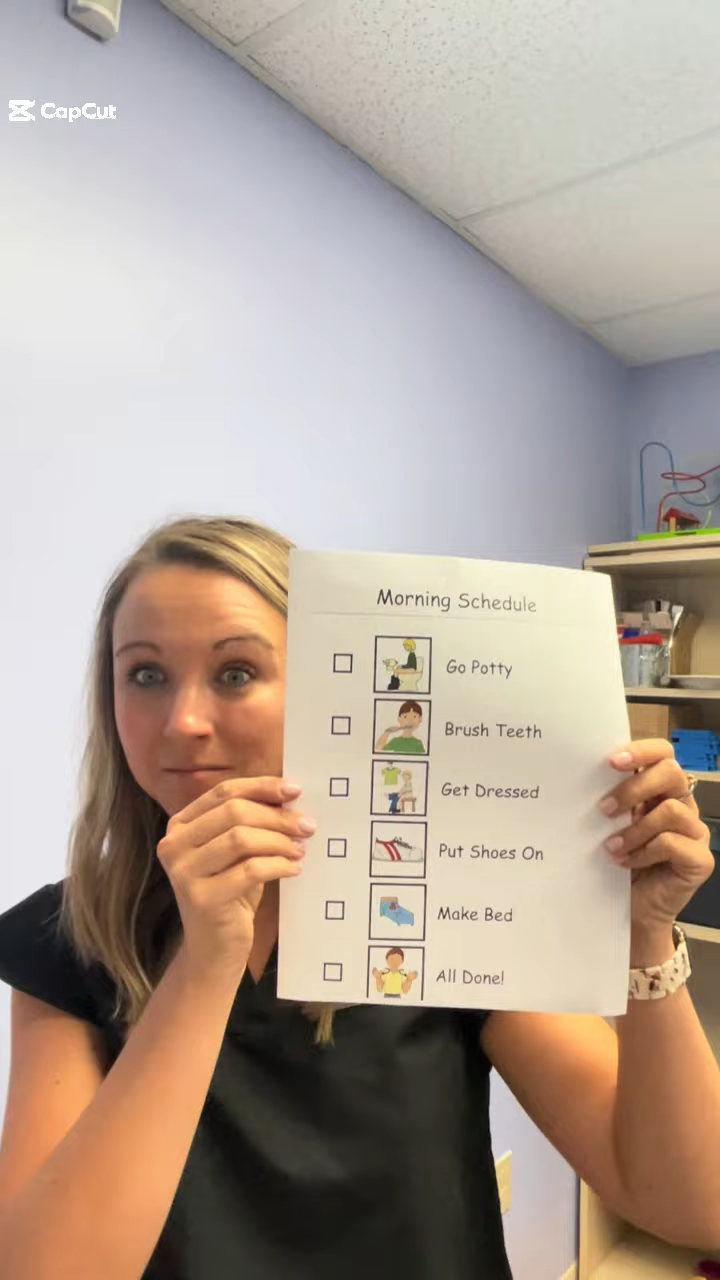 CapCut
Morning Schedule
Go Potty
Brush Teeth
Get Dressed
Put Shoes On
Make Bed
All Done!